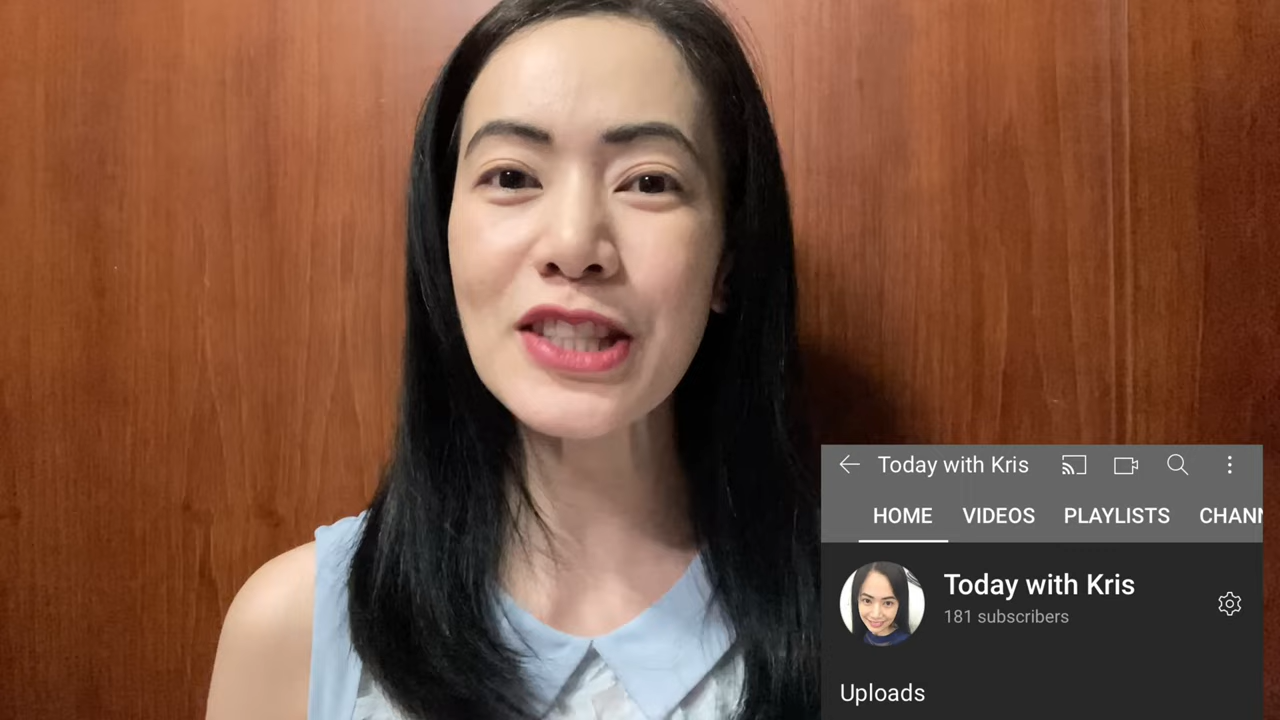 Today with Kris
HOME VIDEOS PLAYLISTS CHANN
Today with Kris
181 subscribers
Uploads